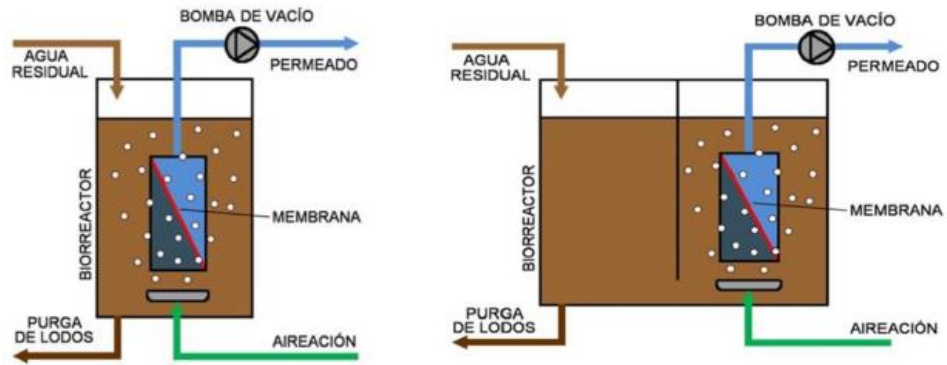 BOMBA DE VACÍO
AGUA
RESIDUAL
PERMEADO
BIORREACTOR
MEMBRANA
PURGA
DE LODOS
AIREACIÓN
BOMBA DE VACÍO
AGUA
RESIDUAL
PERMEADO
BIORREACTOR
MEMBRANA
PURGA
DE LODOS
AIREACIÓN